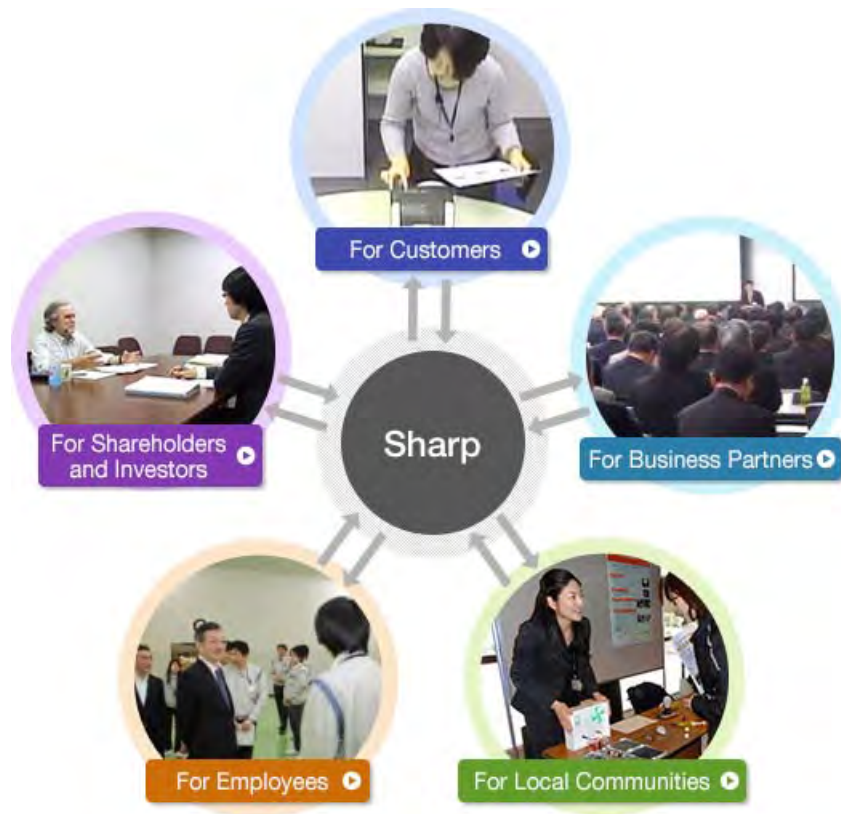 For Customers
For Shareholders
and Investors
Sharp
For Business Partners
For Employees
For Local Communities